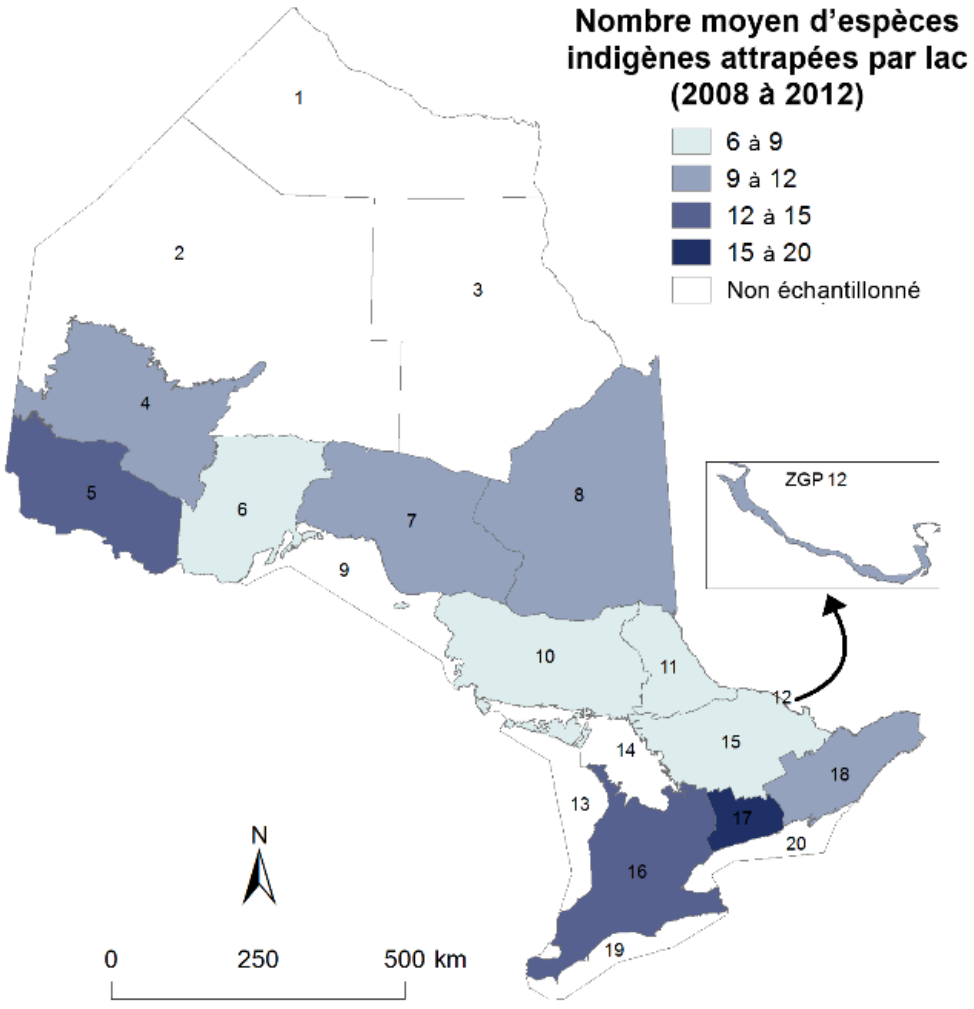 Nombre moyen d’espèces
indigènes attrapées par lac
(2008 à 2012)
6 à 9
9 à 12
12 à 15
15 à 20
Non échantillonné
1
2
3
4
5
6
7
8
9
10
11
12
ZGP 12
13
14
15
16
17
18
19
20
N
0 250 500 km